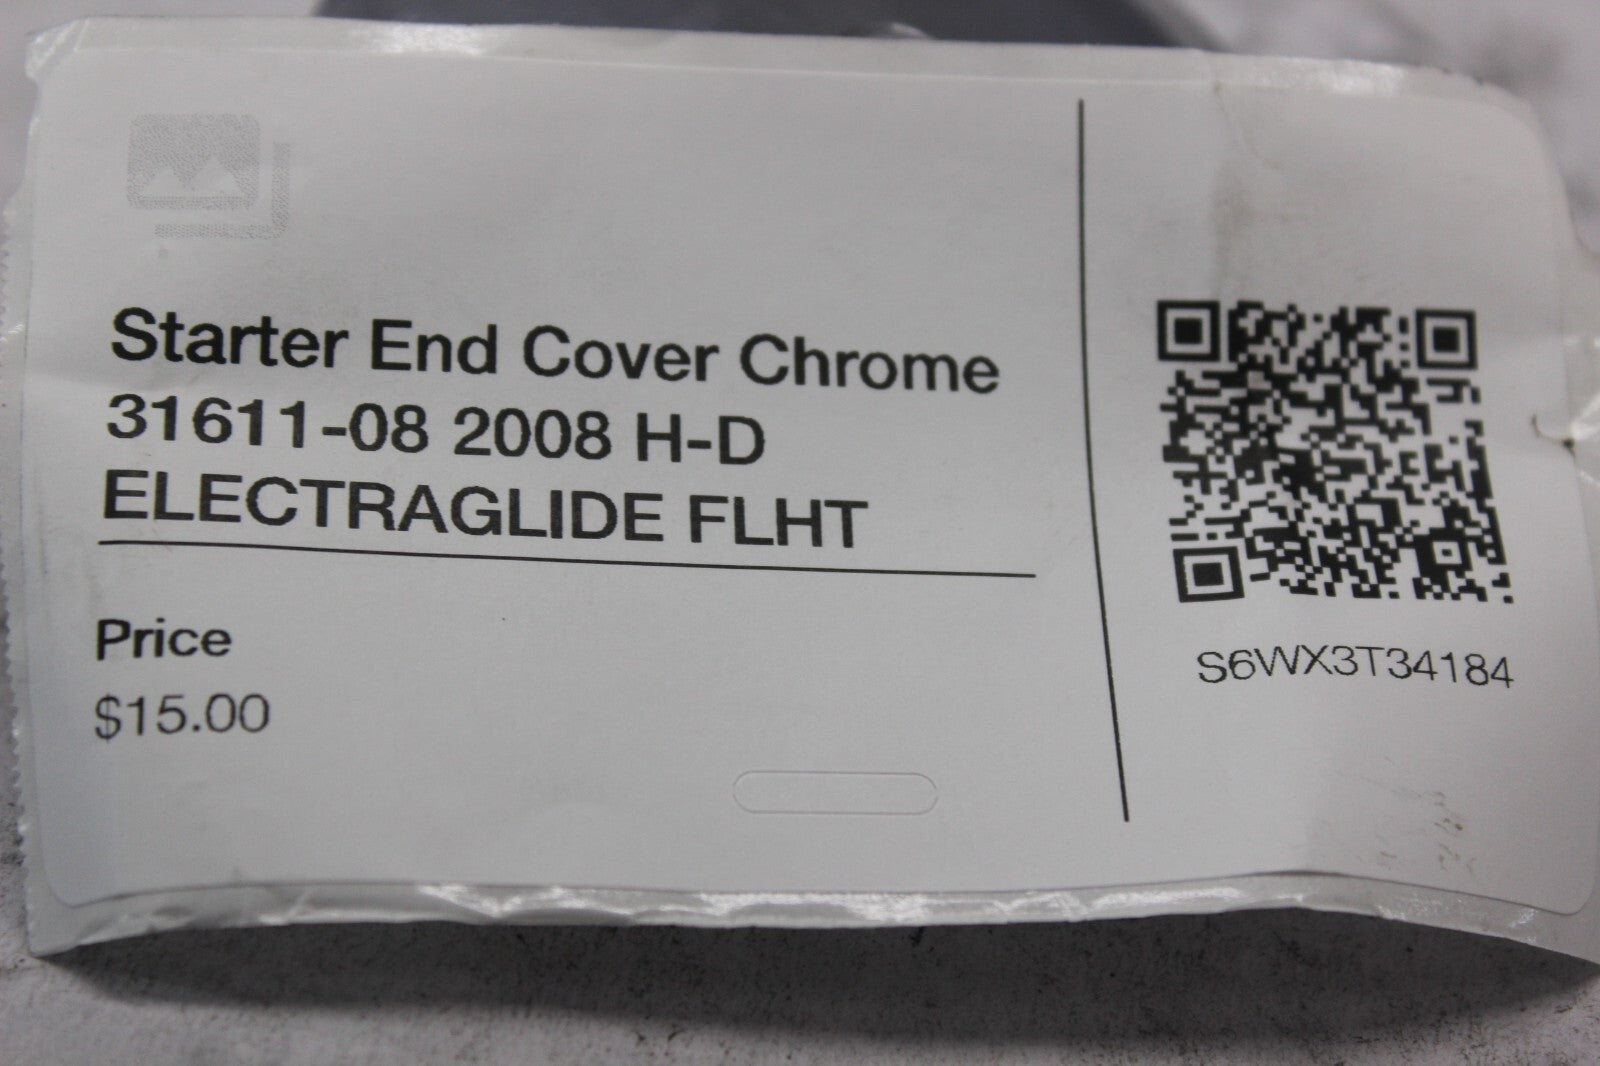 Starter End Cover Chrome
31611-08 2008 H-D
ELECTRAGLIDE FLHT
Price
$15.00
S6WX3T34184